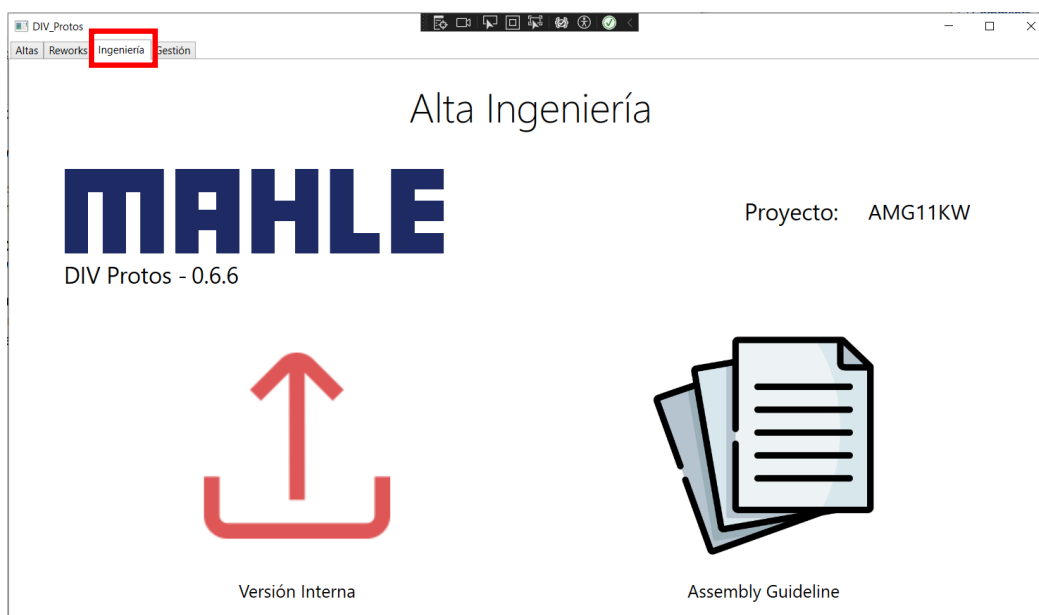 DIV_Protos
Altas Reworks Ingeniería Gestión
Alta Ingeniería
MAHLE
Proyecto: AMG11KW
DIV Protos - 0.6.6
Versión Interna
Assembly Guideline